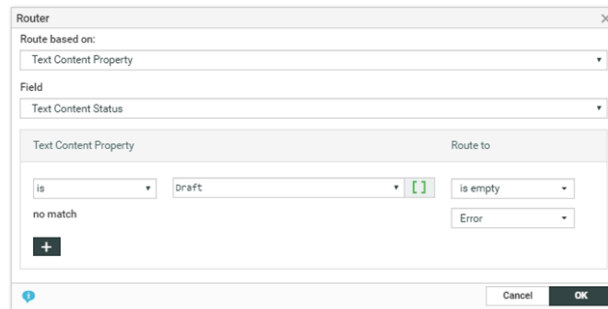 Router
Route based on:
Text Content Property
Field
Text Content Status
Text Content Property Route to
is Draft [] is empty
no match Error
+
Cancel OK